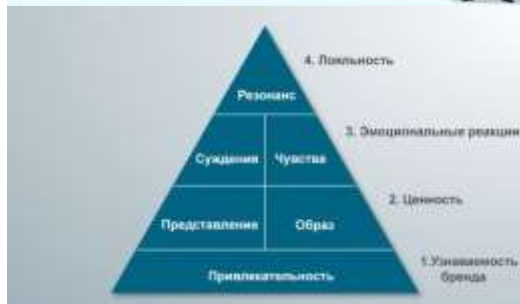 4. Лояльность
Резонанс
3. Эмоциональные реакции
Суждения
Чувства
2. Ценность
Представления
Образ
1.Узнаваемость
бренда
Привлекательность